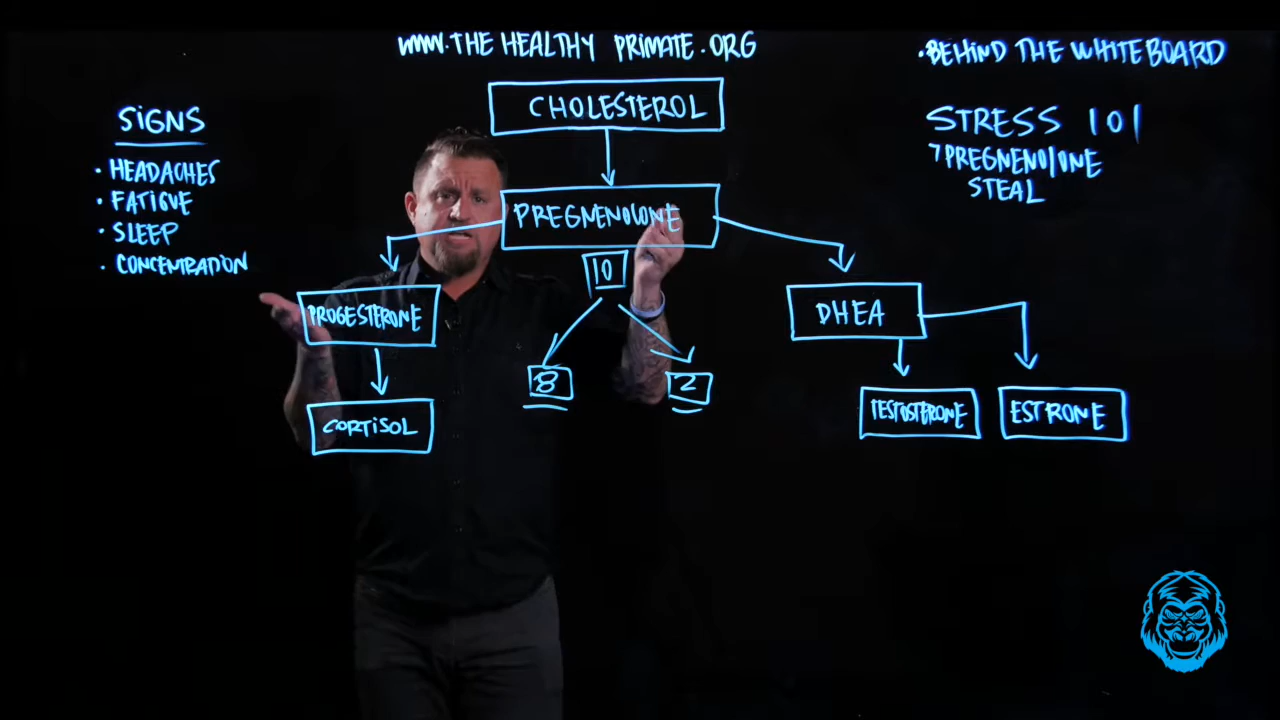 WWW.THE HEALTHY PRIMATE.ORG
•BEHIND THE WHITEBOARD
STRESS 101
7 PREGNENOLONE
STEAL
SIGNS
• HEADACHES
• FATIGUE
• SLEEP
• CONCENTRATION
CHOLESTEROL
PREGNENOLONE
10
8
2
PROGESTERONE
CORTISOL
DHEA
TESTOSTERONE
ESTRONE